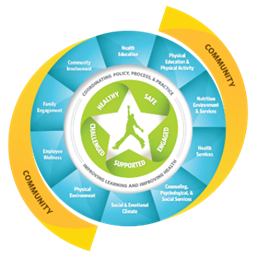 COMMUNITY
Health
Education
Physical
Education &
Physical Activity
Nutrition
Environment
& Services
Health
Services
Counseling,
Psychological, &
Social Services
Social & Emotional
Climate
Physical
Environment
Employee
Wellness
Family
Engagement
Community
Involvement
COORDINATING POLICY, PROCESS, & PRACTICE
IMPROVING LEARNING AND IMPROVING HEALTH
HEALTHY
SAFE
ENGAGED
SUPPORTED
CHALLENGED
COMMUNITY